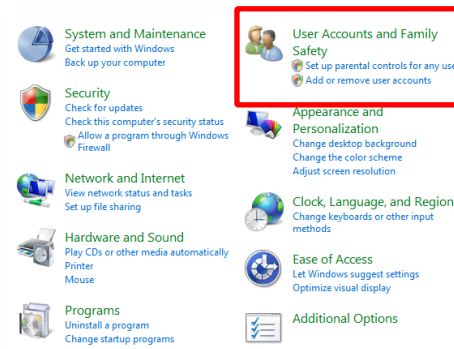 System and Maintenance
Get started with Windows
Back up your computer
Security
Check for updates
Check this computer's security status
Allow a program through Windows
Firewall
Network and Internet
View network status and tasks
Set up file sharing
Hardware and Sound
Play CDs or other media automatically
Printer
Mouse
Programs
Uninstall a program
Change startup programs
User Accounts and Family
Safety
Set up parental controls for any use
Add or remove user accounts
Appearance and
Personalization
Change desktop background
Change the color scheme
Adjust screen resolution
Clock, Language, and Region
Change keyboards or other input
methods
Ease of Access
Let Windows suggest settings
Optimize visual display
Additional Options